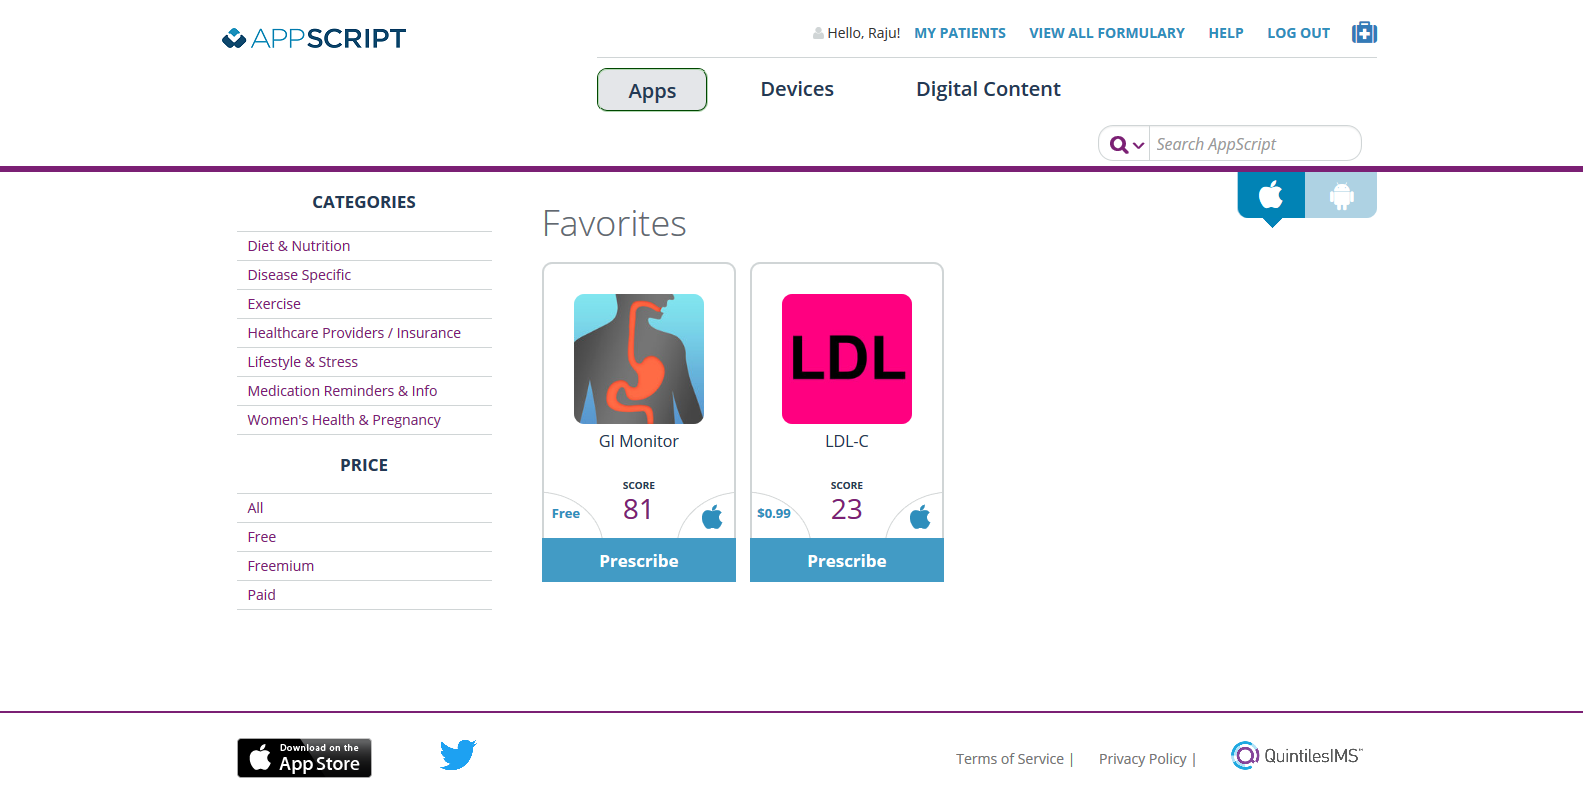 APPSCRIPT
Hello, Raju! MY PATIENTS VIEW ALL FORMULARY HELP LOG OUT
Apps Devices Digital Content
Search AppScript
CATEGORIES
Diet & Nutrition
Disease Specific
Exercise
Healthcare Providers / Insurance
Lifestyle & Stress
Medication Reminders & Info
Women's Health & Pregnancy
PRICE
All
Free
Freemium
Paid
Favorites
GI Monitor
SCORE
81
Free
Prescribe
LDL
LDL-C
SCORE
23
$0.99
Prescribe
Download on the
App Store
Terms of Service | Privacy Policy |
QuintilesIMS™